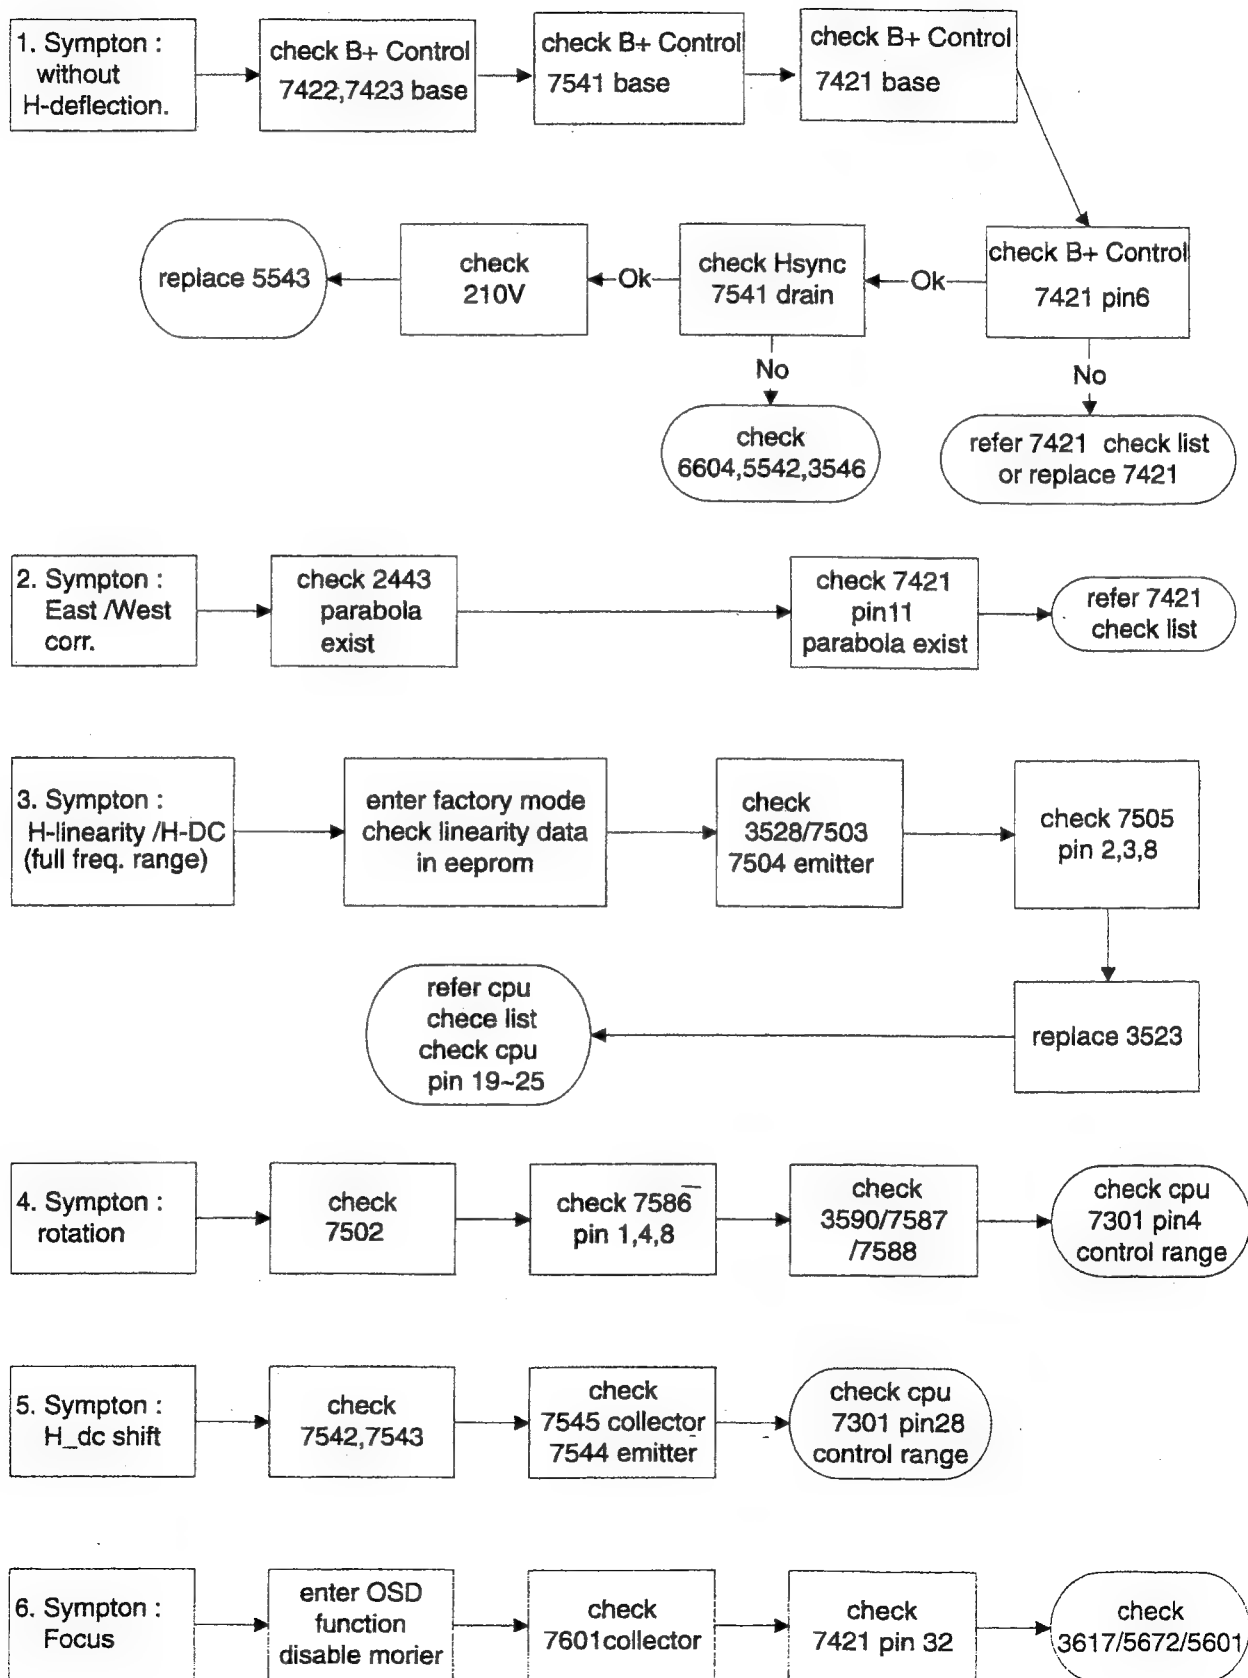 1. Sympton :
without
H-deflection.
check B+ Control
7422,7423 base
check B+ Control
7541 base
check B+ Control
7421 base
check B+ Control
7421 pin6
Ok
check Hsync
7541 drain
Ok
check
210V
replace 5543
No
check
6604,5542,3546
No
refer 7421 check list
or replace 7421
2. Sympton :
East /West
corr.
check 2443
parabola
exist
check 7421
pin11
parabola exist
refer 7421
check list
3. Sympton :
H-linearity /H-DC
(full freq. range)
enter factory mode
check linearity data
in eeprom
check
3528/7503
7504 emitter
check 7505
pin 2,3,8
replace 3523
refer cpu
chece list
check cpu
pin 19~25
4. Sympton :
rotation
check
7502
check 7586
pin 1,4,8
check
3590/7587
/7588
check cpu
7301 pin4
control range
5. Sympton :
H_dc shift
check
7542,7543
check
7545 collector
7544 emitter
check cpu
7301 pin28
control range
6. Sympton :
Focus
enter OSD
function
disable morier
check
7601collector
check
7421 pin 32
check
3617/5672/5601